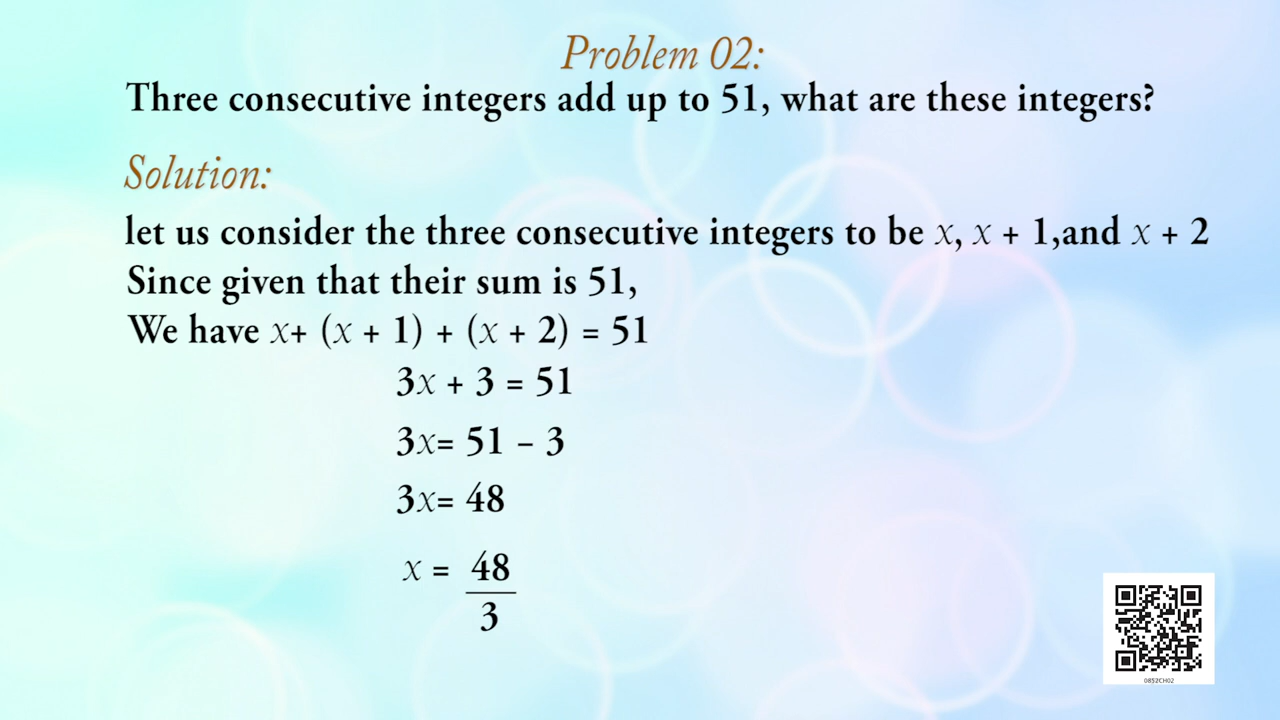 Problem 02:
Three consecutive integers add up to 51, what are these integers?
Solution:
let us consider the three consecutive integers to be x, x + 1,and x + 2
Since given that their sum is 51,
We have x+ (x + 1) + (x + 2) = 51
3x + 3 = 51
3x= 51 – 3
3x= 48
x = 48
3
0852CH02